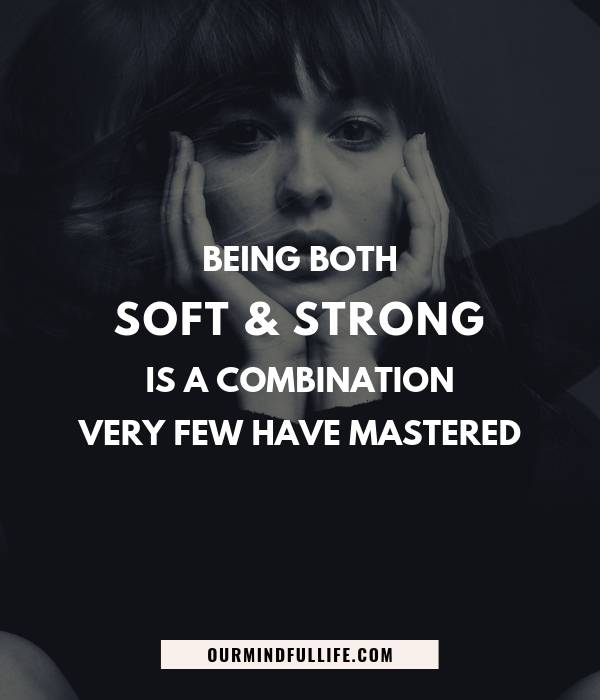 BEING BOTH
SOFT & STRONG
IS A COMBINATION
VERY FEW HAVE MASTERED
OURMINDFULLIFE.COM